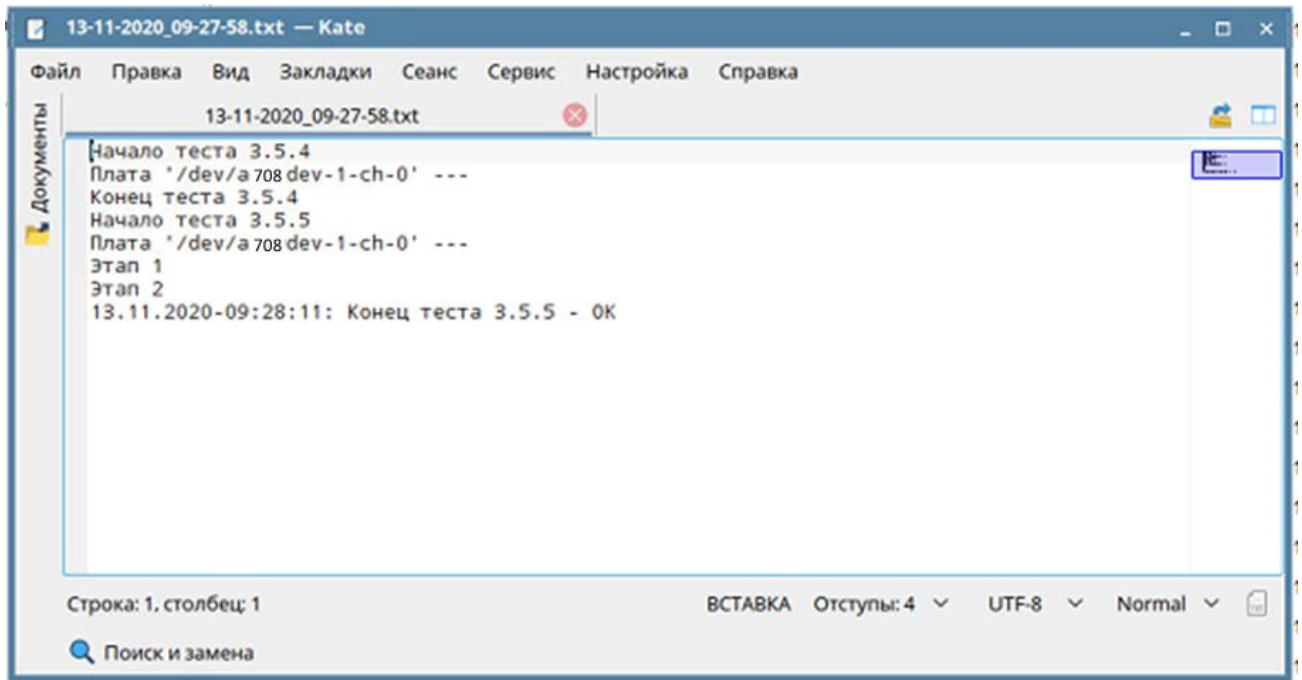 13-11-2020_09-27-58.txt — Kate
Файл Правка Вид Закладки Сеанс Сервис Настройка Справка
Документы
13-11-2020_09-27-58.txt
Начало теста 3.5.4
Плата '/dev/a708dev-1-ch-0' ---
Конец теста 3.5.4
Начало теста 3.5.5
Плата '/dev/a708dev-1-ch-0' ---
Этап 1
Этап 2
13.11.2020-09:28:11: Конец теста 3.5.5 - OK
Строка: 1, столбец: 1 ВСТАВКА Отступы: 4 UTF-8 Normal
Поиск и замена